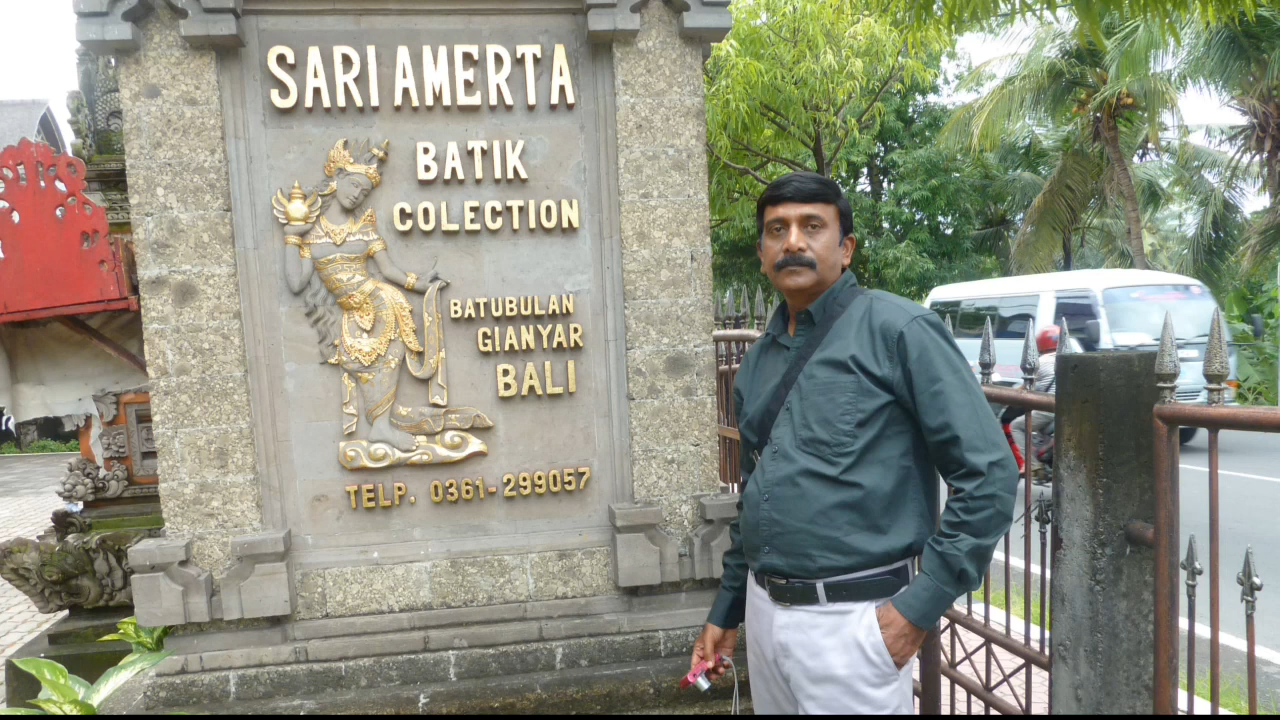 SARI AMERTA
BATIK
COLECTION
BATUBULAN
GIANYAR
BALI
TELP. 0361-299057